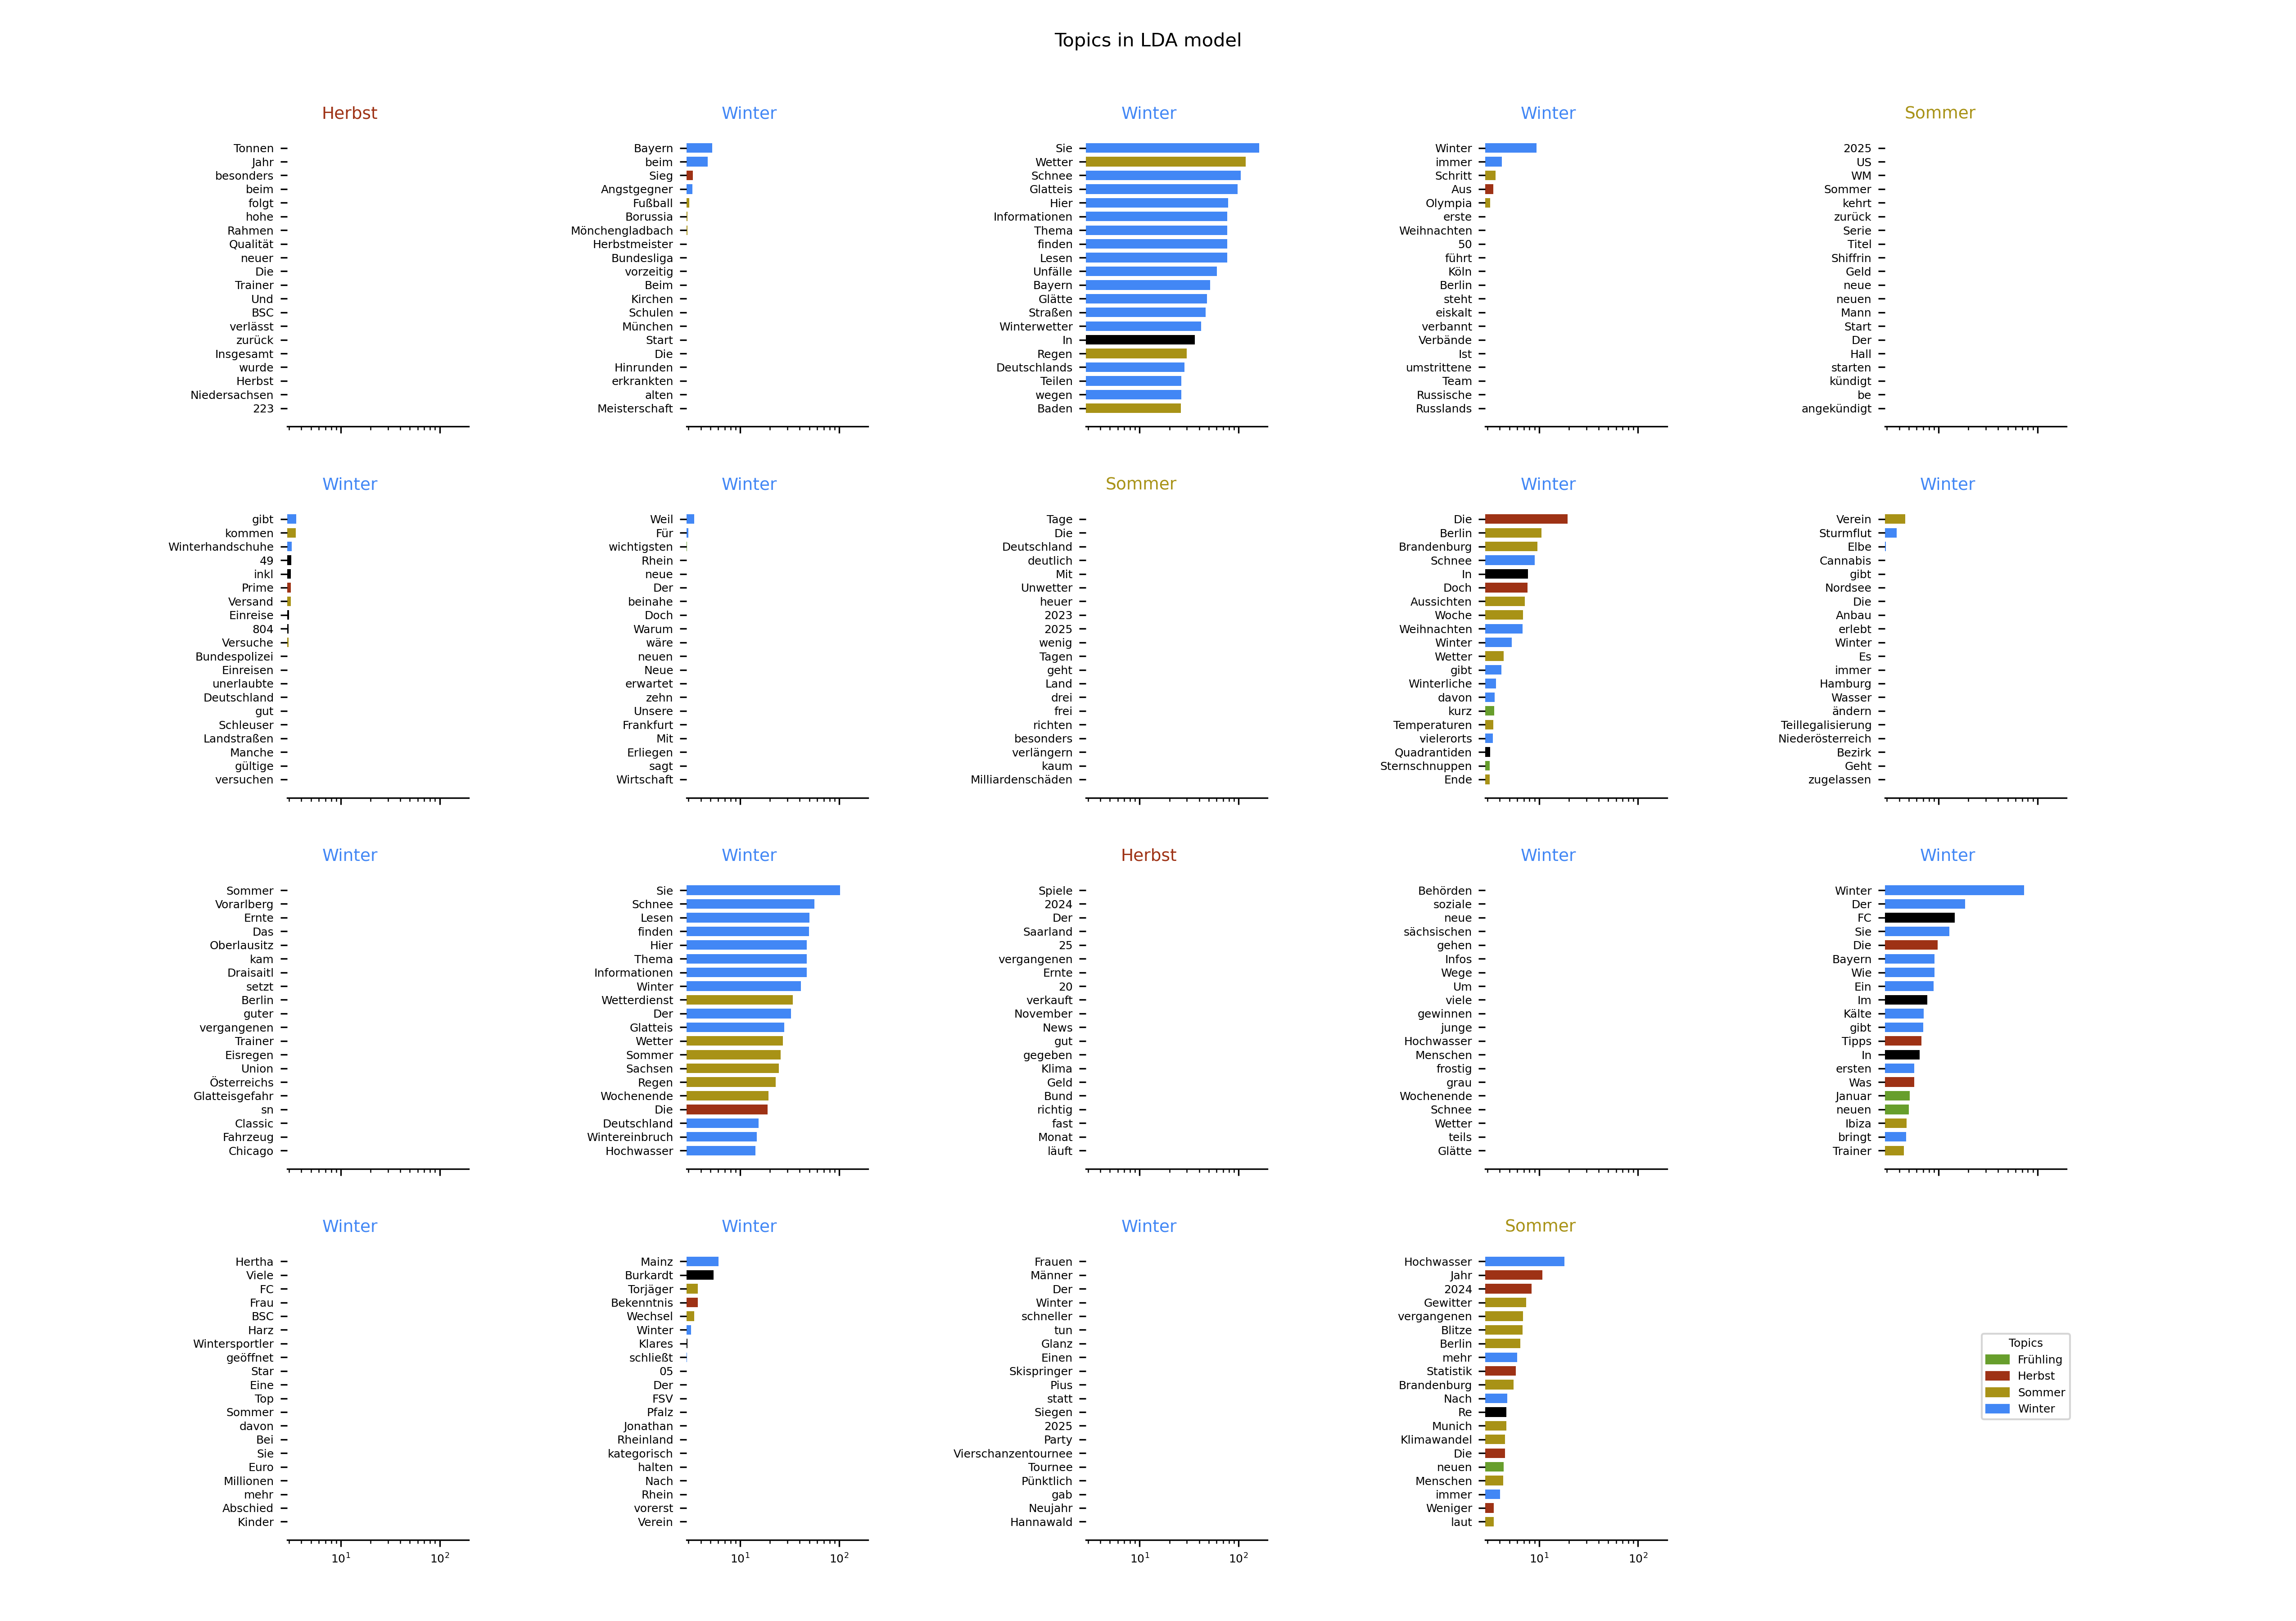 Topics in LDA model
Herbst
Tonnen
Jahr
besonders
beim
folgt
hohe
Rahmen
Qualität
neuer
Die
Trainer
Und
BSC
verlässt
zurück
Insgesamt
wurde
Herbst
Niedersachsen
223
Winter
Bayern
beim
Sieg
Angstgegner
Fußball
Borussia
Mönchengladbach
Herbstmeister
Bundesliga
vorzeitig
Beim
Kirchen
Schulen
München
Start
Die
Hinrunden
erkrankten
alten
Meisterschaft
Winter
Sie
Wetter
Schnee
Glatteis
Hier
Informationen
Thema
finden
Lesen
Unfälle
Bayern
Glätte
Straßen
Winterwetter
In
Regen
Deutschlands
Teilen
wegen
Baden
Winter
Winter
immer
Schritt
Aus
Olympia
erste
Weihnachten
50
führt
Köln
Berlin
steht
eiskalt
verbannt
Verbände
Ist
umstrittene
Team
Russische
Russlands
Sommer
2025
US
WM
Sommer
kehrt
zurück
Serie
Titel
Shiffrin
Geld
neue
neuen
Mann
Start
Der
Hall
starten
kündigt
be
angekündigt
Winter
gibt
kommen
Winterhandschuhe
49
inkl
Prime
Versand
Einreise
804
Versuche
Bundespolizei
Einreisen
unerlaubte
Deutschland
gut
Schleuser
Landstraßen
Manche
gültige
versuchen
Winter
Weil
Für
wichtigsten
Rhein
neue
Der
beinahe
Doch
Warum
wäre
neuen
Neue
erwartet
zehn
Unsere
Frankfurt
Mit
Erliegen
sagt
Wirtschaft
Sommer
Tage
Die
Deutschland
deutlich
Mit
Unwetter
heuer
2023
2025
wenig
Tagen
geht
Land
drei
frei
richten
besonders
verlängern
kaum
Milliardenschäden
Winter
Die
Berlin
Brandenburg
Schnee
In
Doch
Aussichten
Woche
Weihnachten
Winter
Wetter
gibt
Winterliche
davon
kurz
Temperaturen
vielerorts
Quadrantiden
Sternschnuppen
Ende
Winter
Verein
Sturmflut
Elbe
Cannabis
gibt
Nordsee
Die
Anbau
erlebt
Winter
Es
immer
Hamburg
Wasser
ändern
Teillegalisierung
Niederösterreich
Bezirk
Geht
zugelassen
Winter
Sommer
Vorarlberg
Ernte
Das
Oberlausitz
kam
Draisaitl
setzt
Berlin
guter
vergangenen
Trainer
Eisregen
Union
Österreichs
Glatteisgefahr
sn
Classic
Fahrzeug
Chicago
Winter
Sie
Schnee
Lesen
finden
Hier
Thema
Informationen
Winter
Wetterdienst
Der
Glatteis
Wetter
Sommer
Sachsen
Regen
Wochenende
Die
Deutschland
Wintereinbruch
Hochwasser
Herbst
Spiele
2024
Der
Saarland
25
vergangenen
Ernte
20
verkauft
November
News
gut
gegeben
Klima
Geld
Bund
richtig
fast
Monat
läuft
Winter
Behörden
soziale
neue
sächsischen
gehen
Infos
Wege
Um
viele
gewinnen
junge
Hochwasser
Menschen
frostig
grau
Wochenende
Schnee
Wetter
teils
Glätte
Winter
Winter
Der
FC
Sie
Die
Bayern
Wie
Ein
Im
Kälte
gibt
Tipps
In
ersten
Was
Januar
neuen
Ibiza
bringt
Trainer
Winter
Hertha
Viele
FC
Frau
BSC
Harz
Wintersportler
geöffnet
Star
Eine
Top
Sommer
davon
Bei
Sie
Euro
Millionen
mehr
Abschied
Kinder
10¹ 10²
Winter
Mainz
Burkardt
Torjäger
Bekenntnis
Wechsel
Winter
Klares
schließt
05
Der
FSV
Pfalz
Jonathan
Rheinland
kategorisch
halten
Nach
Rhein
vorerst
Verein
10¹ 10²
Winter
Frauen
Männer
Der
Winter
schneller
tun
Glanz
Einen
Skispringer
Pius
statt
Siegen
2025
Party
Vierschanzentournee
Tournee
Pünktlich
gab
Neujahr
Hannawald
10¹ 10²
Sommer
Hochwasser
Jahr
2024
Gewitter
vergangenen
Blitze
Berlin
mehr
Statistik
Brandenburg
Nach
Re
Munich
Klimawandel
Die
neuen
Menschen
immer
Weniger
laut
10¹ 10²
Topics
Frühling
Herbst
Sommer
Winter